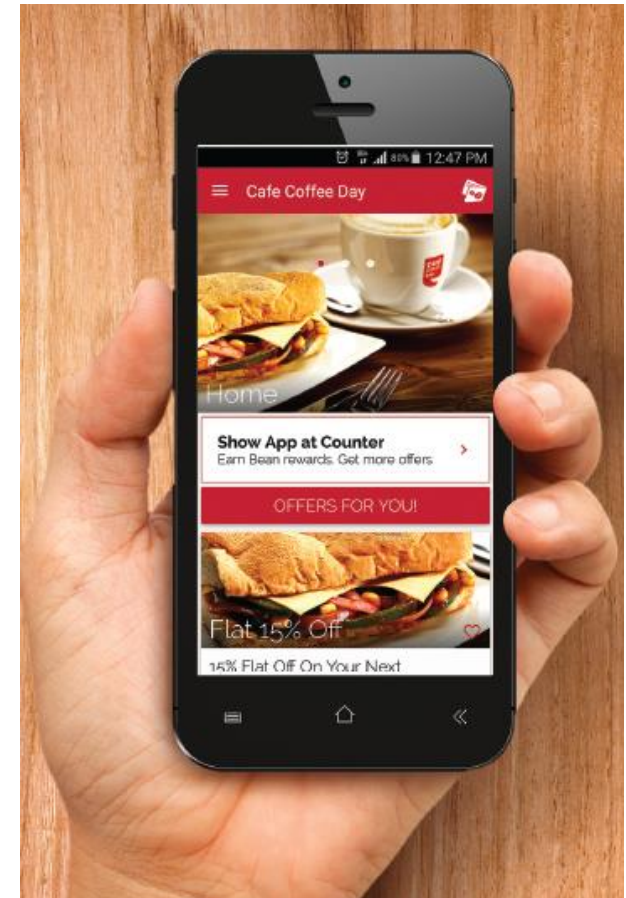 80% 12:47 PM
Cafe Coffee Day
Home
Show App at Counter
Earn Bean rewards. Get more offers
OFFERS FOR YOU!
Flat 15% Off
15% Flat Off On Your Next